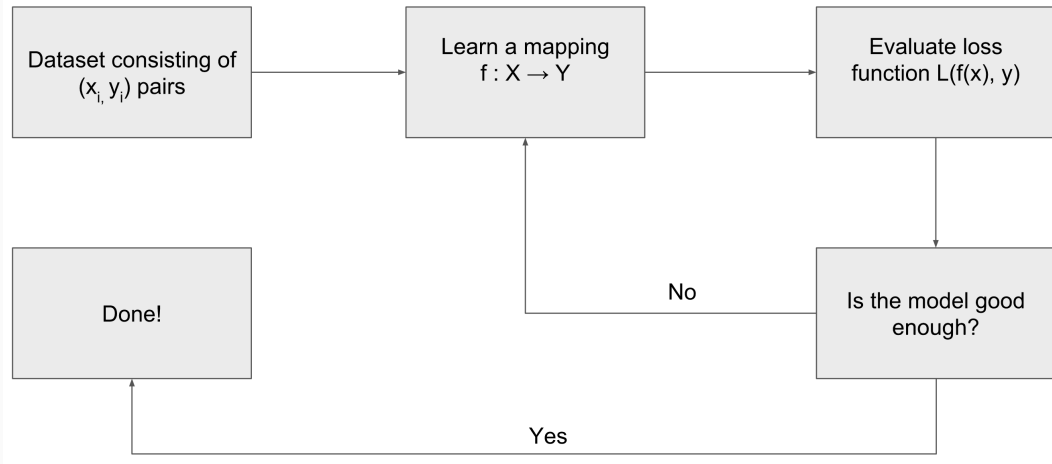 Dataset consisting of
(xᵢ, yᵢ) pairs
Learn a mapping
f : X → Y
Evaluate loss
function L(f(x), y)
Done!
No
Is the model good
enough?
Yes